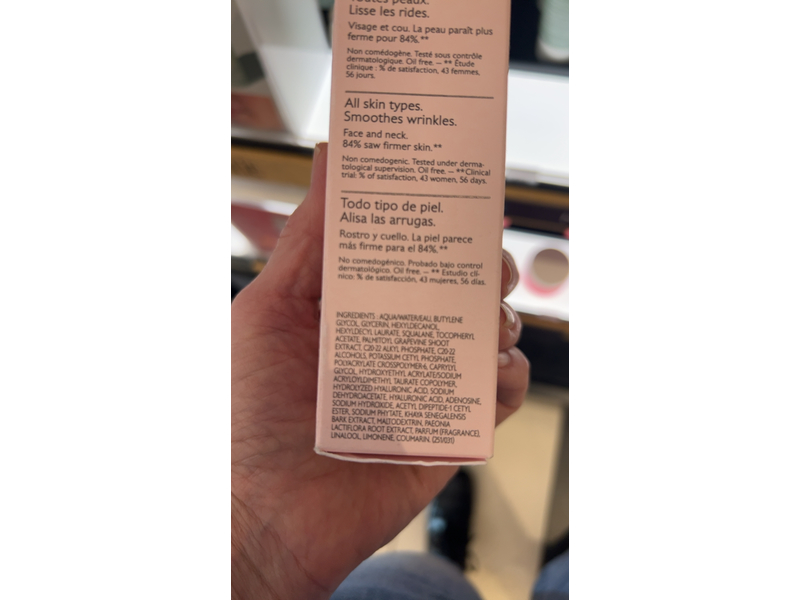 Toutes peaux.
Lisse les rides.
Visage et cou. La peau paraît plus
ferme pour 84%.**
Non comédogène. Testé sous contrôle
dermatologique. Oil free. – ** Étude
clinique : % de satisfaction, 43 femmes,
56 jours.
All skin types.
Smoothes wrinkles.
Face and neck.
84% saw firmer skin.**
Non comedogenic. Tested under derma-
tological supervision. Oil free. – **Clinical
trial: % of satisfaction, 43 women, 56 days.
Todo tipo de piel.
Alisa las arrugas.
Rostro y cuello. La piel parece
más firme para el 84%.**
No comedogénico. Probado bajo control
dermatológico. Oil free. – ** Estudio clí-
nico: % de satisfacción, 43 mujeres, 56 días.
INGREDIENTS : AQUA/WATER/EAU, BUTYLENE
GLYCOL, GLYCERIN, HEXYLDECANOL,
HEXYLDECYL LAURATE, SQUALANE, TOCOPHERYL
ACETATE, PALMITOYL GRAPEVINE SHOOT
EXTRACT, C20-22 ALKYL PHOSPHATE, C20-22
ALCOHOLS, POTASSIUM CETYL PHOSPHATE,
POLYACRYLATE CROSSPOLYMER-6, CAPRYLYL
GLYCOL, HYDROXYETHYL ACRYLATE/SODIUM
ACRYLOYLDIMETHYL TAURATE COPOLYMER,
HYDROLYZED HYALURONIC ACID, SODIUM
DEHYDROACETATE, HYALURONIC ACID, ADENOSINE,
SODIUM HYDROXIDE, ACETYL DIPEPTIDE-1 CETYL
ESTER, SODIUM PHYTATE, KHAYA SENEGALENSIS
BARK EXTRACT, MALTODEXTRIN, PAEONIA
LACTIFLORA ROOT EXTRACT, PARFUM (FRAGRANCE),
LINALOOL, LIMONENE, COUMARIN. (251/031)